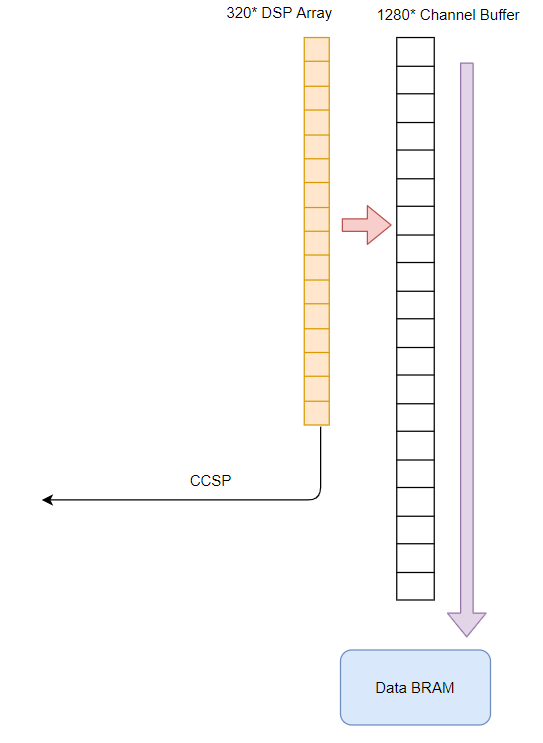 320* DSP Array
1280* Channel Buffer
CCSP
Data BRAM